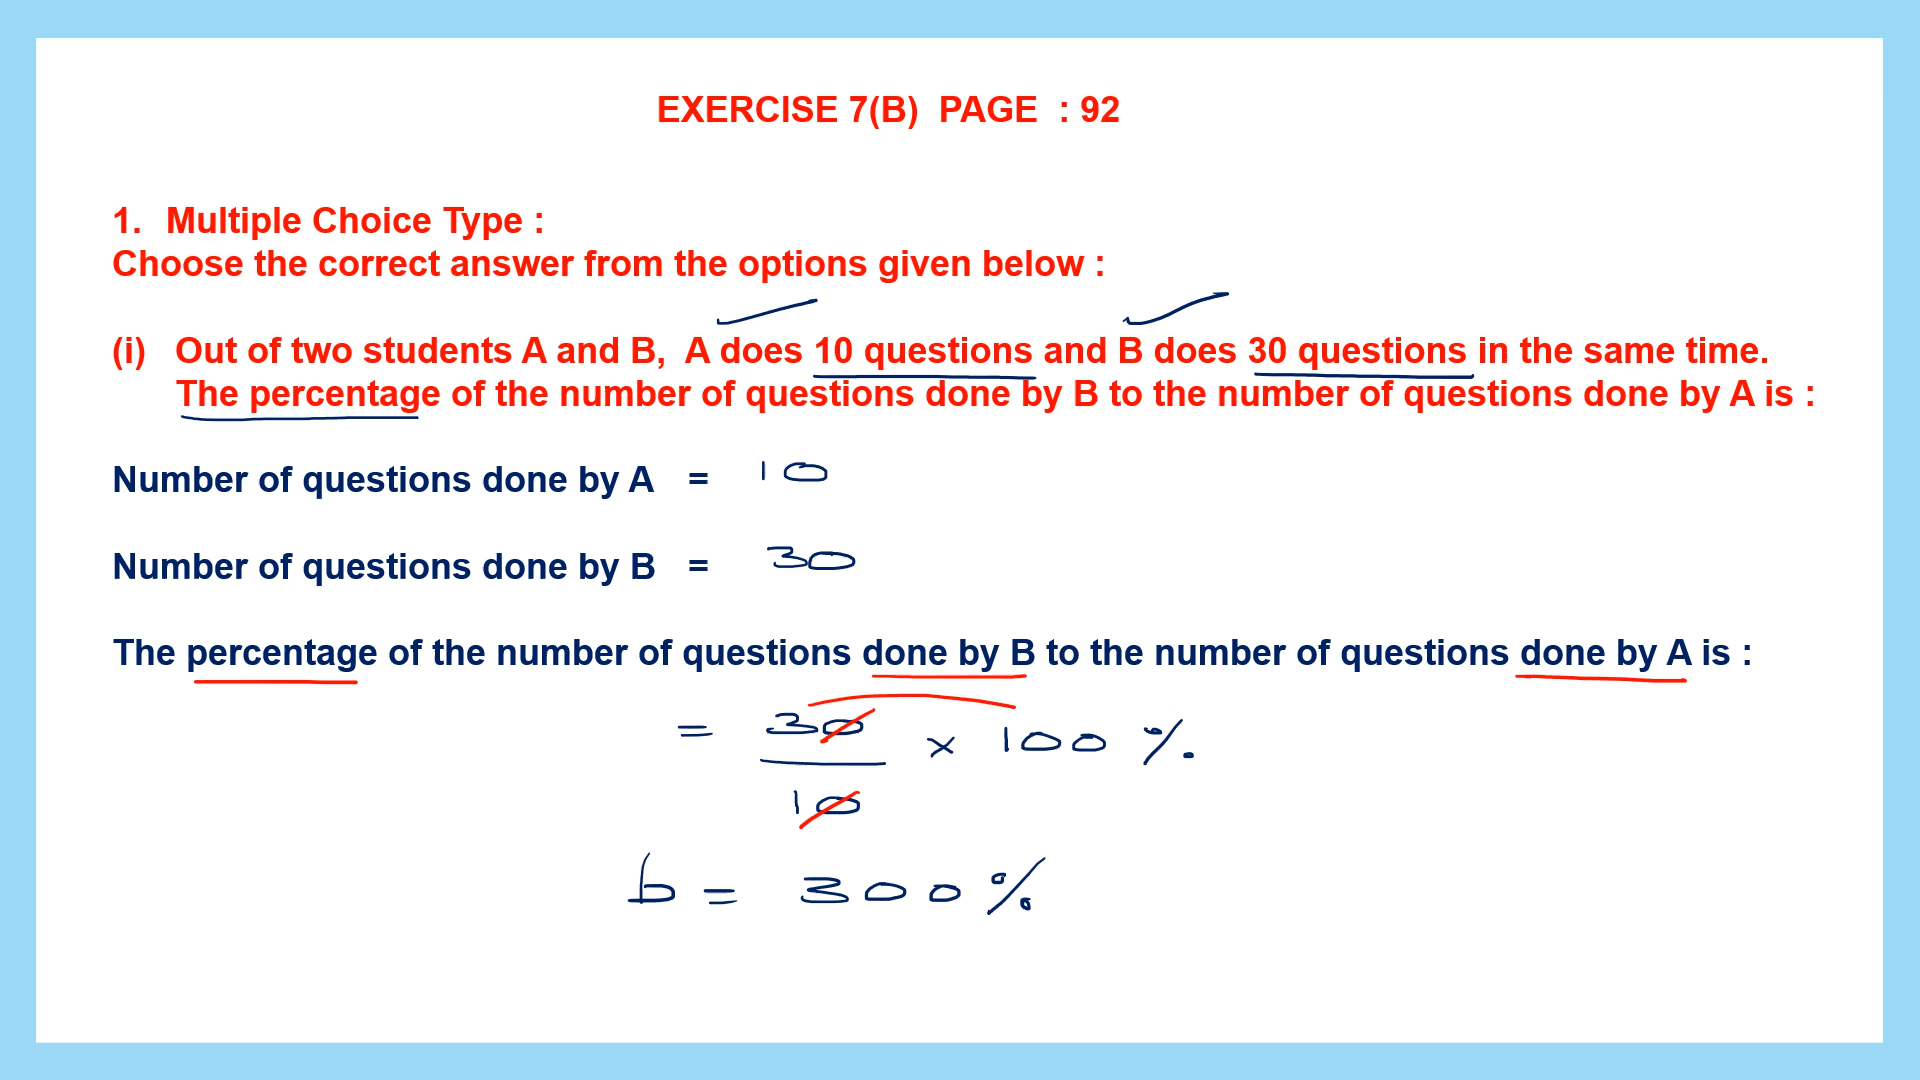 EXERCISE 7(B) PAGE : 92
1. Multiple Choice Type :
Choose the correct answer from the options given below :
(i) Out of two students A and B, A does 10 questions and B does 30 questions in the same time.
The percentage of the number of questions done by B to the number of questions done by A is :
Number of questions done by A = 10
Number of questions done by B = 30
The percentage of the number of questions done by B to the number of questions done by A is :
= 30/10 × 100 %
b = 300 %